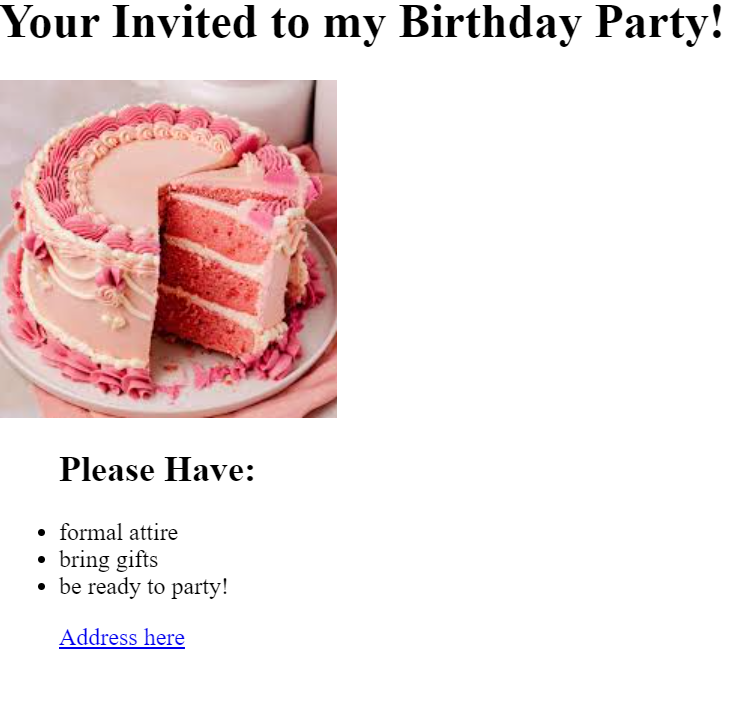 Your Invited to my Birthday Party!
Please Have:
formal attire
bring gifts
be ready to party!
Address here